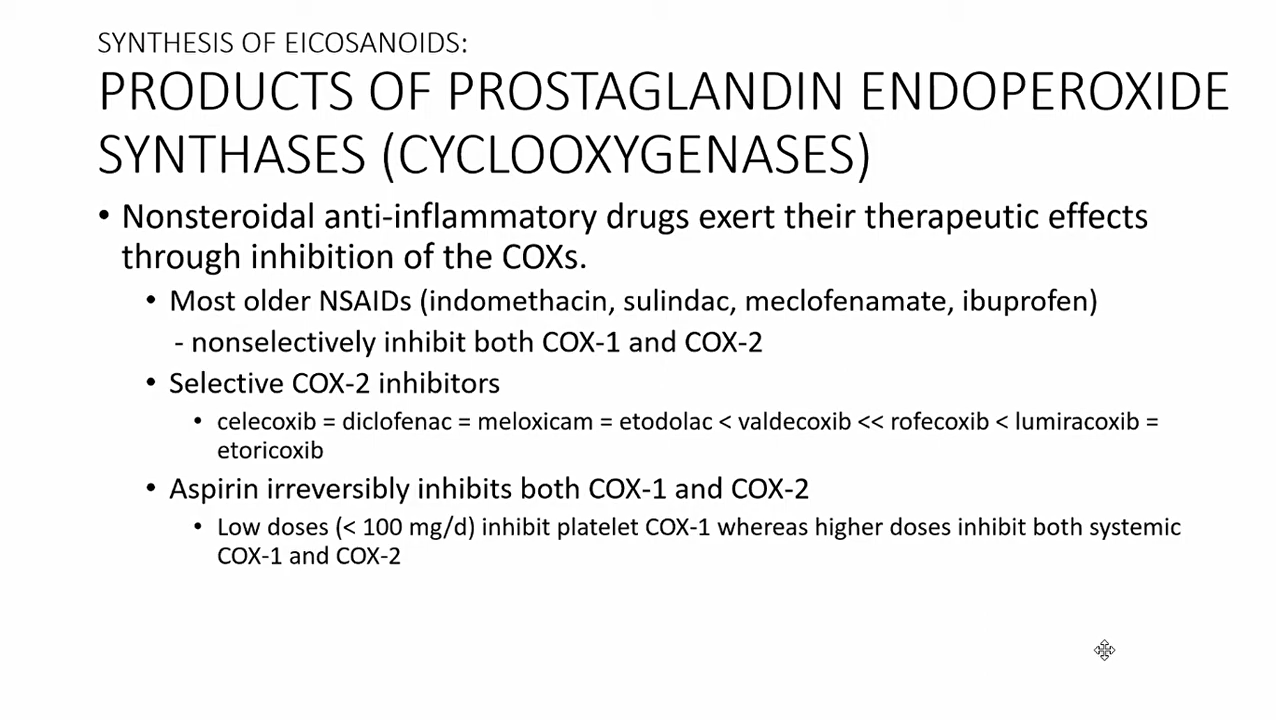 SYNTHESIS OF EICOSANOIDS:
PRODUCTS OF PROSTAGLANDIN ENDOPEROXIDE
SYNTHASES (CYCLOOXYGENASES)
• Nonsteroidal anti-inflammatory drugs exert their therapeutic effects
through inhibition of the COXs.
• Most older NSAIDs (indomethacin, sulindac, meclofenamate, ibuprofen)
- nonselectively inhibit both COX-1 and COX-2
• Selective COX-2 inhibitors
• celecoxib = diclofenac = meloxicam = etodolac < valdecoxib << rofecoxib < lumiracoxib =
etoricoxib
• Aspirin irreversibly inhibits both COX-1 and COX-2
• Low doses (< 100 mg/d) inhibit platelet COX-1 whereas higher doses inhibit both systemic
COX-1 and COX-2